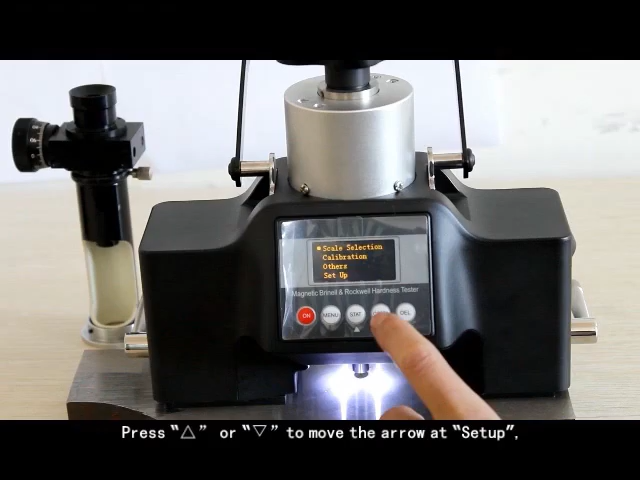 Scale Selection
Calibration
Others
Set Up
Magnetic Brinell & Rockwell Hardness Tester
ON MENU STAT DEL
Press “△” or “▽” to move the arrow at “Setup”,